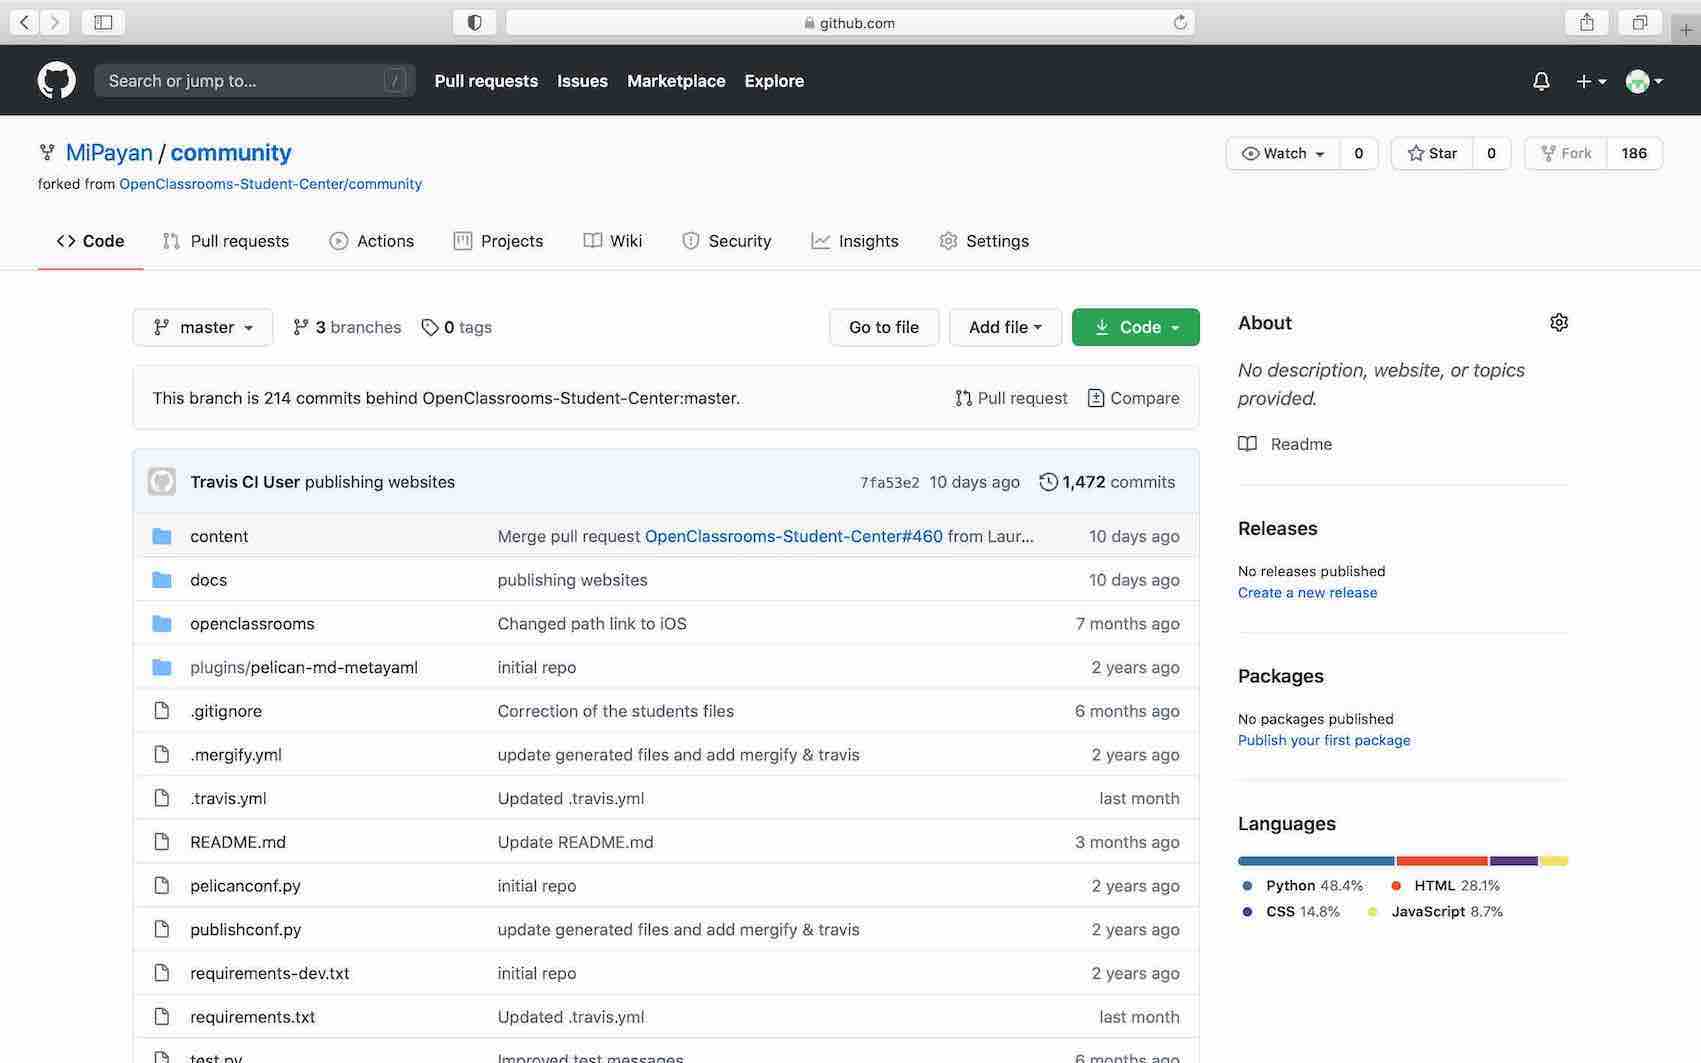 github.com
Search or jump to... /
Pull requests Issues Marketplace Explore
MiPayan / community
forked from OpenClassrooms-Student-Center/community
Watch 0 Star 0 Fork 186
Code Pull requests Actions Projects Wiki Security Insights Settings
master 3 branches 0 tags Go to file Add file Code
This branch is 214 commits behind OpenClassrooms-Student-Center:master. Pull request Compare
Travis CI User publishing websites 7fa53e2 10 days ago 1,472 commits
content Merge pull request OpenClassrooms-Student-Center#460 from Laur... 10 days ago
docs publishing websites 10 days ago
openclassrooms Changed path link to iOS 7 months ago
plugins/pelican-md-metayaml initial repo 2 years ago
.gitignore Correction of the students files 6 months ago
.mergify.yml update generated files and add mergify & travis 2 years ago
.travis.yml Updated .travis.yml last month
README.md Update README.md 3 months ago
pelicanconf.py initial repo 2 years ago
publishconf.py update generated files and add mergify & travis 2 years ago
requirements-dev.txt initial repo 2 years ago
requirements.txt Updated .travis.yml last month
test.py Improved test messages 6 months ago
About
No description, website, or topics
provided.
Readme
Releases
No releases published
Create a new release
Packages
No packages published
Publish your first package
Languages
Python 48.4% HTML 28.1%
CSS 14.8% JavaScript 8.7%